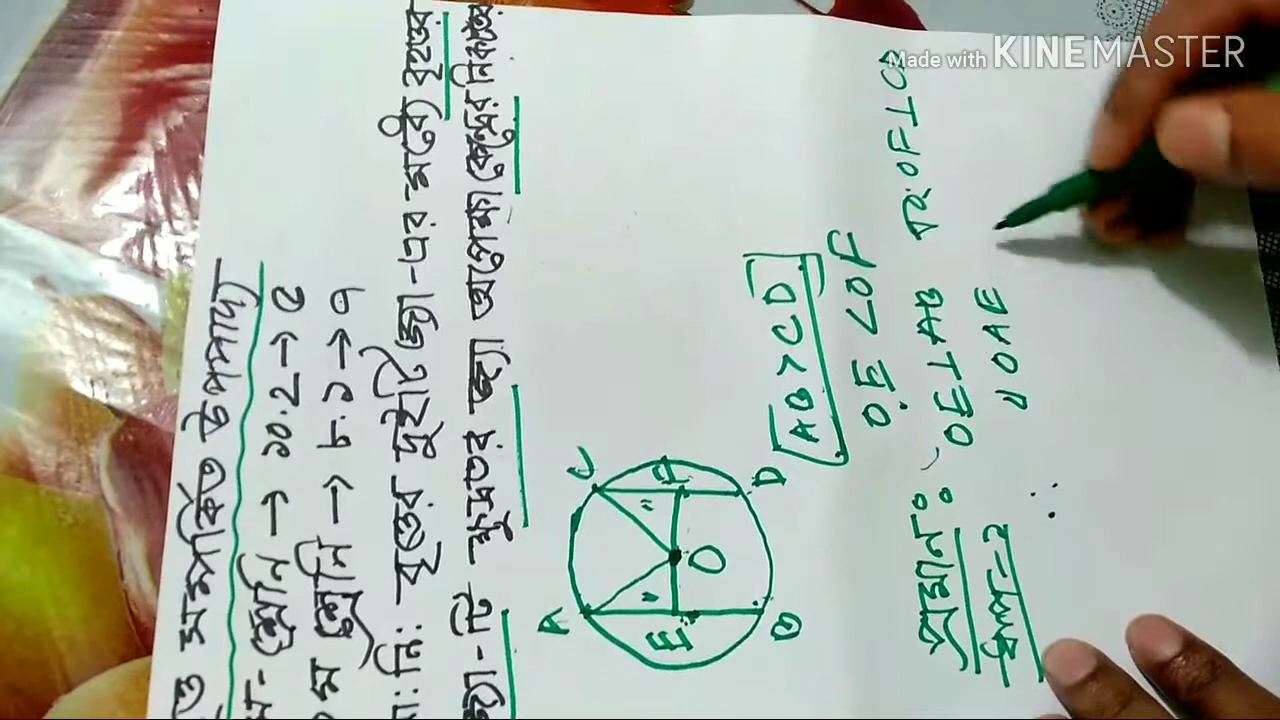 বৃত্ত সম্পর্কিত উপপাদ্য
ম-শ্রেনি → ১০.২ → ৫
ম শ্রেনি → ৮.১ → ৭
সা: নি: বৃত্তের দুইটি জ্যা-এর মধ্যে বৃহত্তর
জ্যা-টি ক্ষুদ্রতর জ্যা অপেক্ষা কেন্দ্রের নিকটতর
A
C
"
"
E
F
O
B
D
AB > CD
OE < OF
প্রমাণঃ OE ⊥ AB
OF ⊥ CD
ধাপ-২
" OAE
∴
Made with KINEMASTER